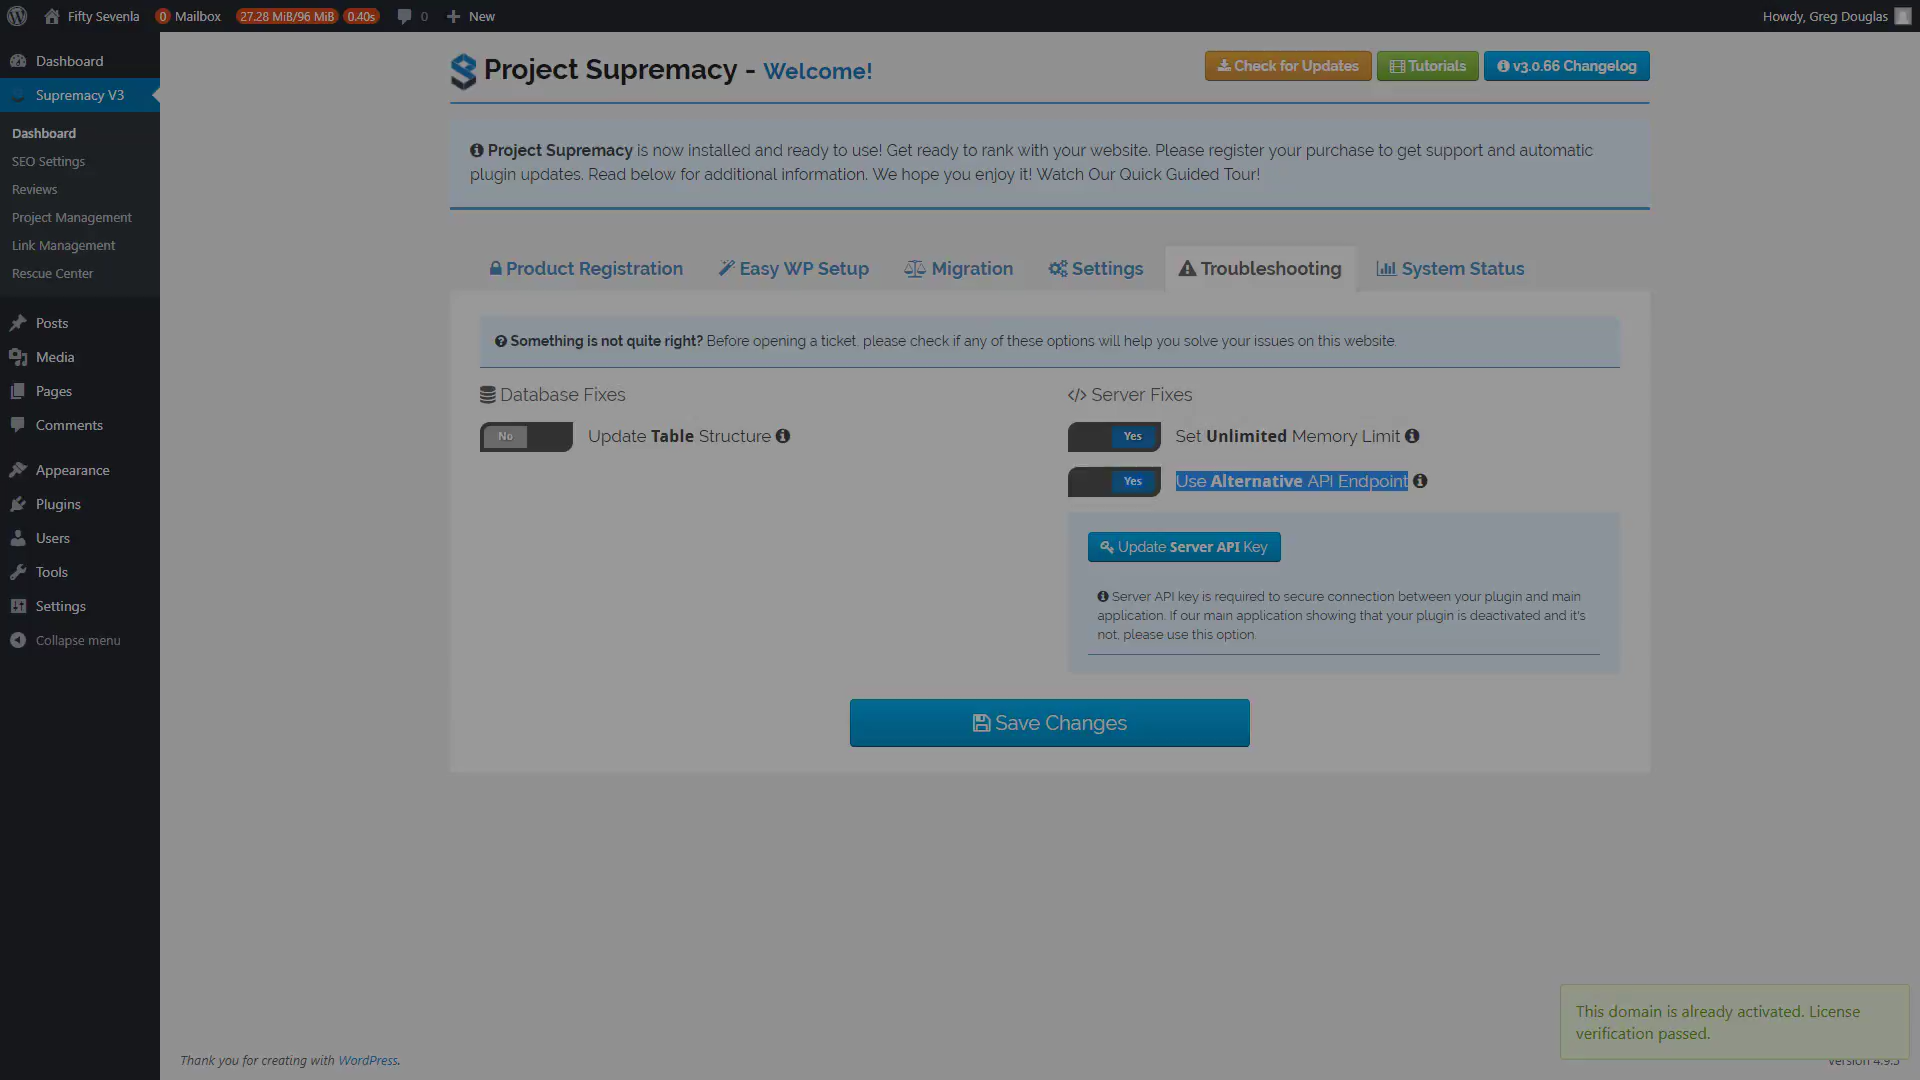 Fifty Sevenla
0 Mailbox
27.28 MiB/96 MiB
0.40s
0
New
Howdy, Greg Douglas
Dashboard
Supremacy V3
Dashboard
SEO Settings
Reviews
Project Management
Link Management
Rescue Center
Posts
Media
Pages
Comments
Appearance
Plugins
Users
Tools
Settings
Collapse menu
Project Supremacy - Welcome!
Check for Updates
Tutorials
v3.0.66 Changelog
Project Supremacy is now installed and ready to use! Get ready to rank with your website. Please register your purchase to get support and automatic
plugin updates. Read below for additional information. We hope you enjoy it! Watch Our Quick Guided Tour!
Product Registration
Easy WP Setup
Migration
Settings
Troubleshooting
System Status
Something is not quite right? Before opening a ticket, please check if any of these options will help you solve your issues on this website.
Database Fixes
No
Update Table Structure
Server Fixes
Yes
Set Unlimited Memory Limit
Yes
Use Alternative API Endpoint
Update Server API Key
Server API key is required to secure connection between your plugin and main
application. If our main application showing that your plugin is deactivated and it's
not, please use this option.
Save Changes
This domain is already activated. License
verification passed.
Thank you for creating with WordPress.